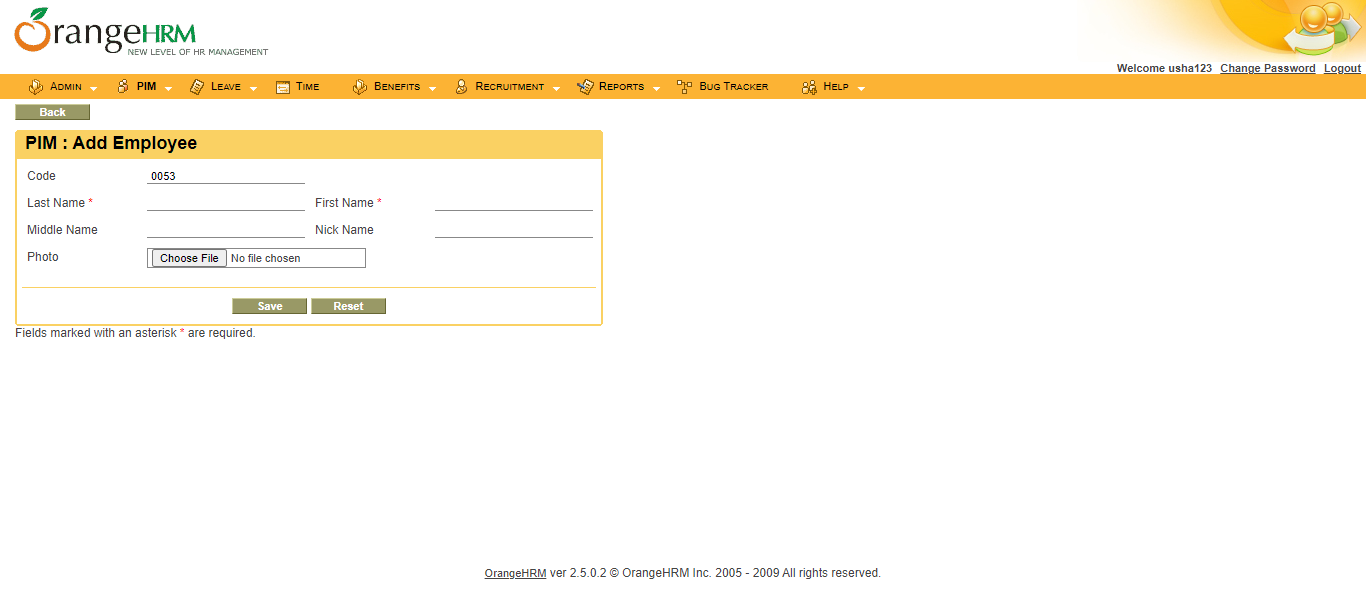 OrangeHRM
NEW LEVEL OF HR MANAGEMENT
Welcome usha123 Change Password Logout
ADMIN PIM LEAVE TIME BENEFITS RECRUITMENT REPORTS BUG TRACKER HELP
Back
PIM : Add Employee
Code 0053
Last Name * First Name *
Middle Name Nick Name
Photo Choose File No file chosen
Save Reset
Fields marked with an asterisk * are required.
OrangeHRM ver 2.5.0.2 © OrangeHRM Inc. 2005 - 2009 All rights reserved.